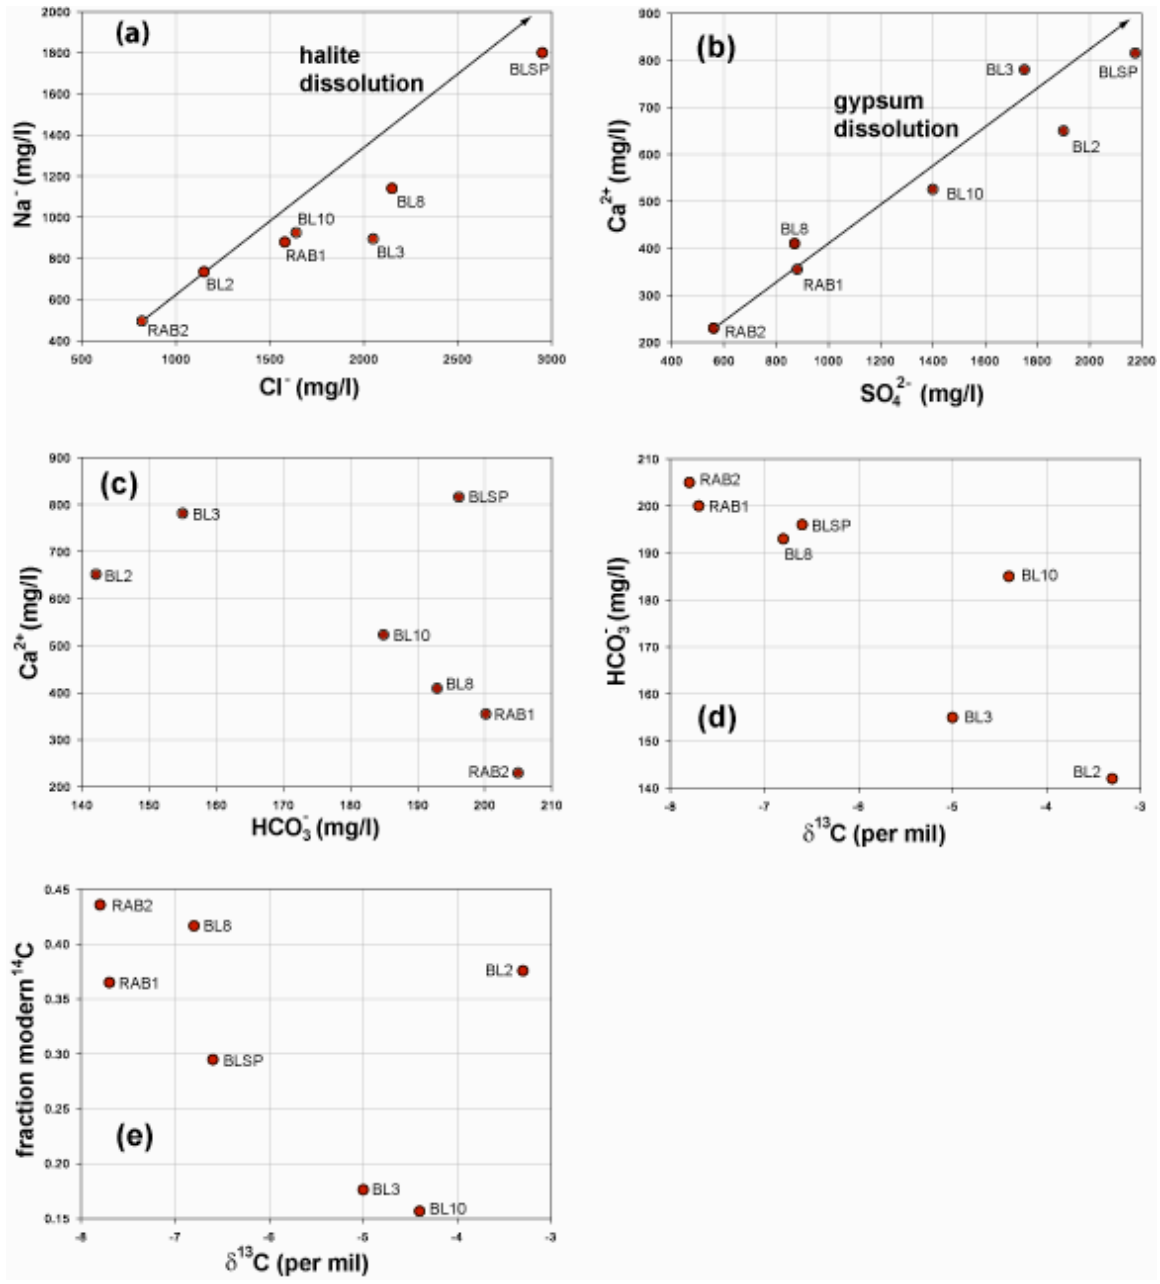 (a)
halite
dissolution
2000
1800
1600
1400
1200
1000
800
600
400
500
1000
1500
2000
2500
3000
Na⁻ (mg/l)
Cl⁻ (mg/l)
BLSP
BL8
BL10
RAB1
BL3
BL2
RAB2
(b)
gypsum
dissolution
900
800
700
600
500
400
300
200
400
600
800
1000
1200
1400
1600
1800
2000
2200
Ca²⁺ (mg/l)
SO₄²⁻ (mg/l)
BL3
BLSP
BL2
BL10
BL8
RAB1
RAB2
(c)
900
800
700
600
500
400
300
200
140
150
160
170
180
190
200
210
Ca²⁺ (mg/l)
HCO₃⁻ (mg/l)
BLSP
BL3
BL2
BL10
BL8
RAB1
RAB2
(d)
210
200
190
180
170
160
150
140
-8
-7
-6
-5
-4
-3
HCO₃⁻ (mg/l)
δ¹³C (per mil)
RAB2
RAB1
BLSP
BL8
BL10
BL3
BL2
(e)
0.45
0.40
0.35
0.30
0.25
0.20
0.15
-8
-7
-6
-5
-4
-3
fraction modern ¹⁴C
δ¹³C (per mil)
RAB2
BL8
BL2
RAB1
BLSP
BL3
BL10